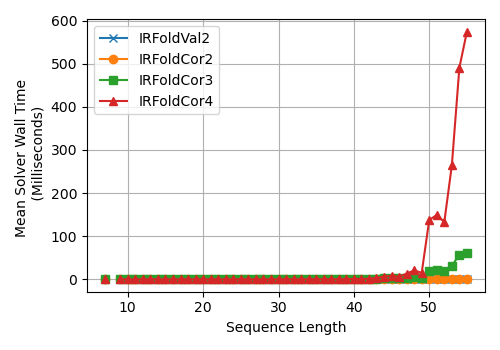 600
500
400
300
200
100
0
Mean Solver Wall Time
(Milliseconds)
IRFoldVal2
IRFoldCor2
IRFoldCor3
IRFoldCor4
10 20 30 40 50
Sequence Length